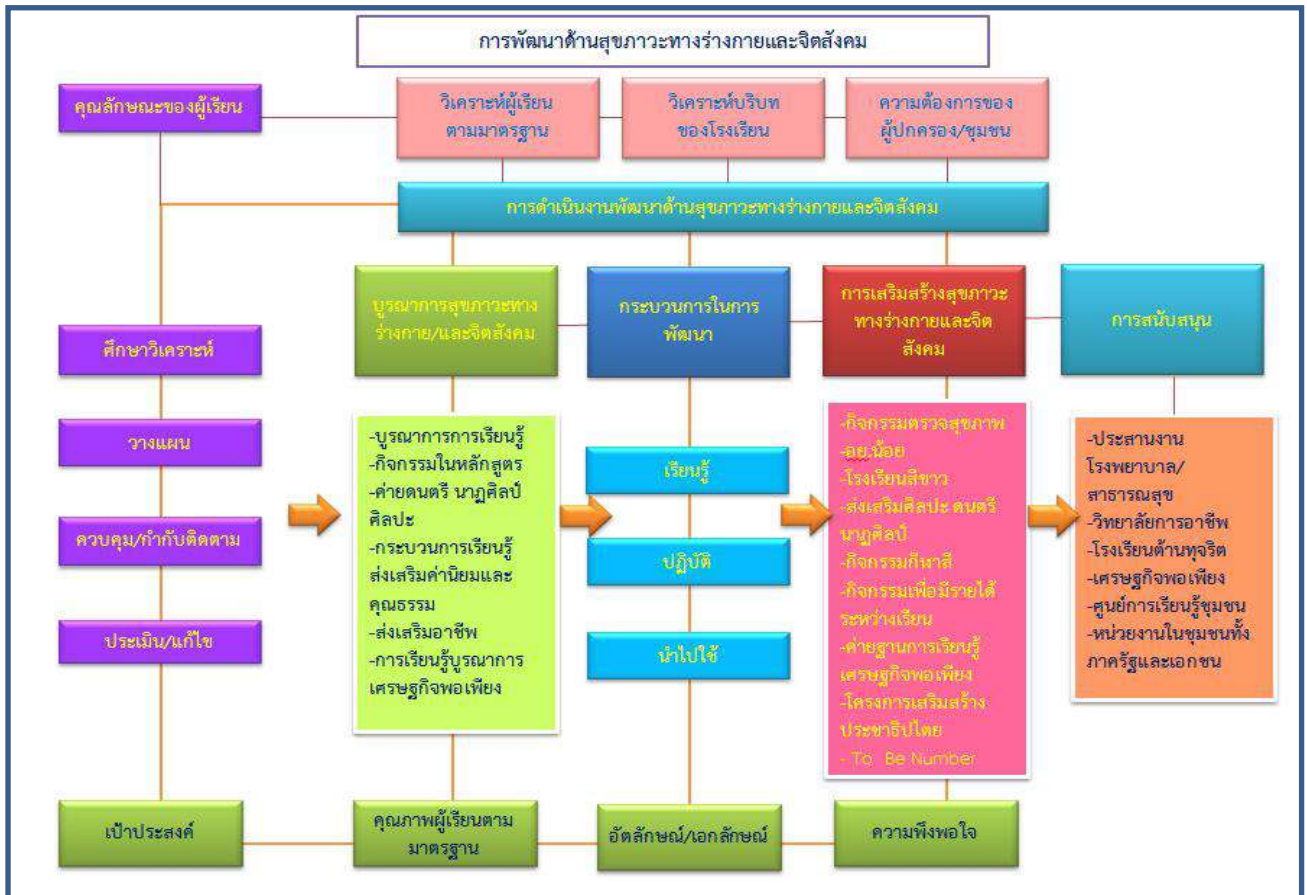 การพัฒนาด้านสุขภาวะทางร่างกายและจิตสังคม
คุณลักษณะของผู้เรียน
วิเคราะห์ผู้เรียน
ตามมาตรฐาน
วิเคราะห์บริบท
ของโรงเรียน
ความต้องการของ
ผู้ปกครอง/ชุมชน
การดำเนินงานพัฒนาด้านสุขภาวะทางร่างกายและจิตสังคม
ศึกษาวิเคราะห์
วางแผน
ควบคุม/กำกับติดตาม
ประเมิน/แก้ไข
บูรณาการสุขภาวะทาง
ร่างกาย/และจิตสังคม
-บูรณาการการเรียนรู้
-กิจกรรมในหลักสูตร
-ค่ายดนตรี นาฏศิลป์
ศิลปะ
-กระบวนการเรียนรู้
ส่งเสริมค่านิยมและ
คุณธรรม
-ส่งเสริมอาชีพ
-การเรียนรู้บูรณาการ
เศรษฐกิจพอเพียง
กระบวนการในการ
พัฒนา
เรียนรู้
ปฏิบัติ
นำไปใช้
การเสริมสร้างสุขภาวะ
ทางร่างกายและจิต
สังคม
-กิจกรรมตรวจสุขภาพ
-อย.น้อย
-โรงเรียนสีขาว
-ส่งเสริมศิลปะ ดนตรี
นาฏศิลป์
-กิจกรรมกีฬาสี
-กิจกรรมเพื่อมีรายได้
ระหว่างเรียน
-ค่ายฐานการเรียนรู้
เศรษฐกิจพอเพียง
-โครงการเสริมสร้าง
ประชาธิปไตย
- To Be Number
การสนับสนุน
-ประสานงาน
โรงพยาบาล/
สาธารณสุข
-วิทยาลัยการอาชีพ
-โรงเรียนต้านทุจริต
-เศรษฐกิจพอเพียง
-ศูนย์การเรียนรู้ชุมชน
-หน่วยงานในชุมชนทั้ง
ภาครัฐและเอกชน
เป้าประสงค์
คุณภาพผู้เรียนตาม
มาตรฐาน
อัตลักษณ์/เอกลักษณ์
ความพึงพอใจ